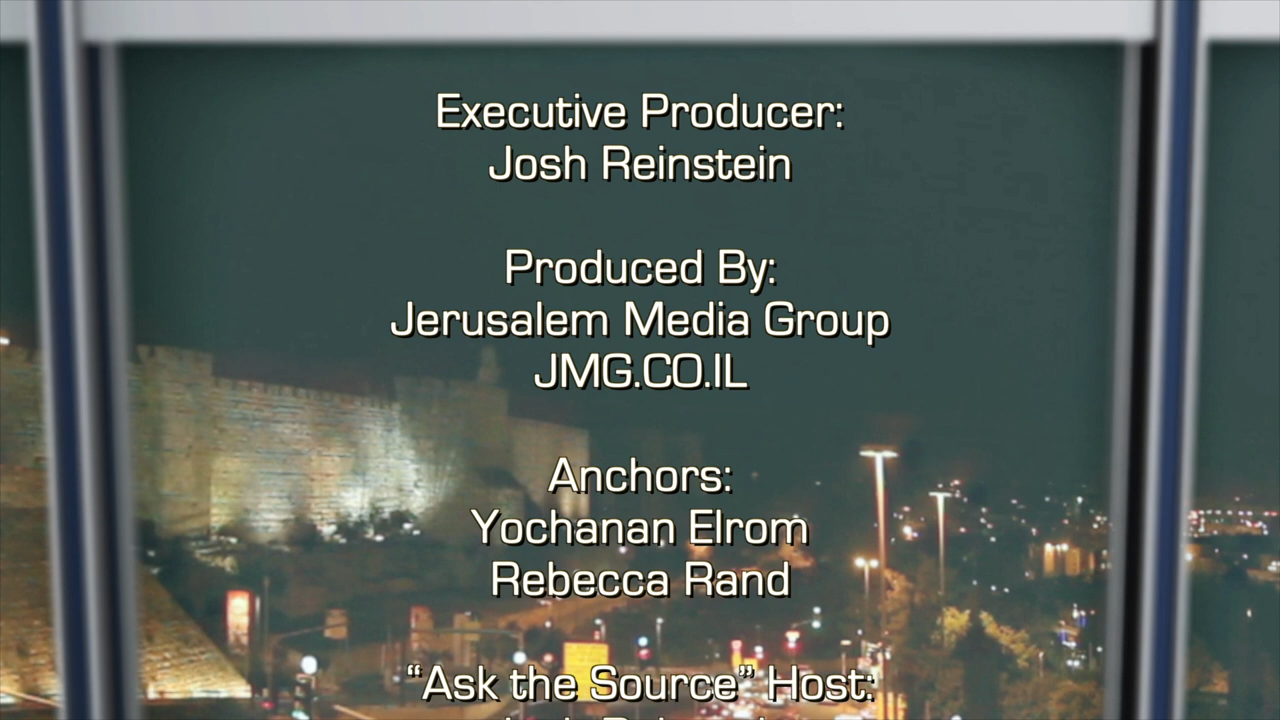 Executive Producer:
Josh Reinstein
Produced By:
Jerusalem Media Group
JMG.CO.IL
Anchors:
Yochanan Elrom
Rebecca Rand
“Ask the Source” Host: